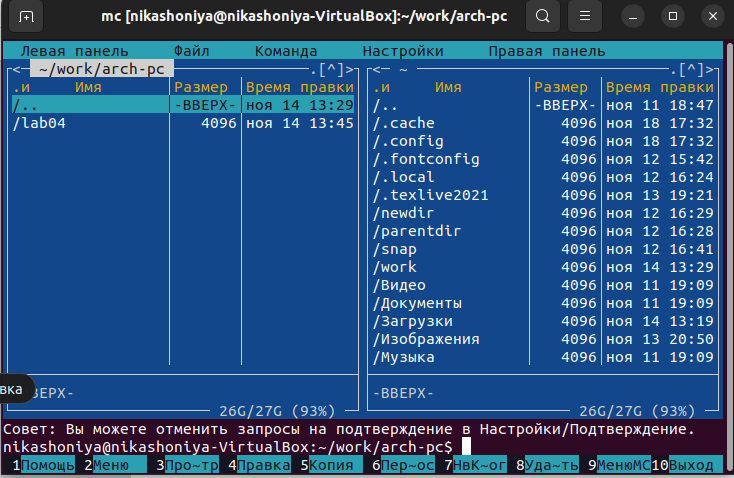 mc [nikashoniya@nikashoniya-VirtualBox]:~/work/arch-pc
Левая панель Файл Команда Настройки Правая панель
<— ~/work/arch-pc .[^]> <— ~ .[^]>
.и Имя Размер Время правки .и Имя Размер Время правки
/.. -ВВЕРХ- ноя 14 13:29 /.. -ВВЕРХ- ноя 11 18:47
/lab04 4096 ноя 14 13:45 /.cache 4096 ноя 18 17:32
/.config 4096 ноя 18 17:32
/.fontconfig 4096 ноя 12 15:42
/.local 4096 ноя 12 16:24
/.texlive2021 4096 ноя 13 19:21
/newdir 4096 ноя 12 16:29
/parentdir 4096 ноя 12 16:28
/snap 4096 ноя 12 16:41
/work 4096 ноя 14 13:29
/Видео 4096 ноя 11 19:09
/Документы 4096 ноя 11 19:09
/Загрузки 4096 ноя 14 13:19
/Изображения 4096 ноя 13 20:50
/Музыка 4096 ноя 11 19:09
вка ВЕРХ- -ВВЕРХ-
26G/27G (93%) 26G/27G (93%)
Совет: Вы можете отменить запросы на подтверждение в Настройки/Подтверждение.
nikashoniya@nikashoniya-VirtualBox:~/work/arch-pc$
1Помощь 2Меню 3Про~тр 4Правка 5Копия 6Пер~ос 7НвК~ог 8Уда~ть 9МенюМС 10Выход